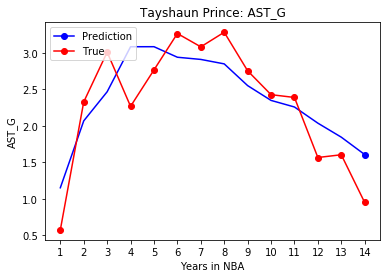 Tayshaun Prince: AST_G
Prediction
True
3.0
2.5
2.0
1.5
1.0
0.5
AST_G
1 2 3 4 5 6 7 8 9 10 11 12 13 14
Years in NBA